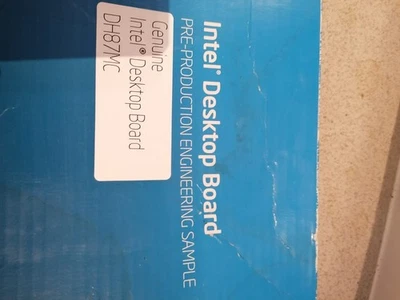 Intel® Desktop Board
PRE-PRODUCTION ENGINEERING SAMPLE
Genuine
Intel® Desktop Board
DH87MC